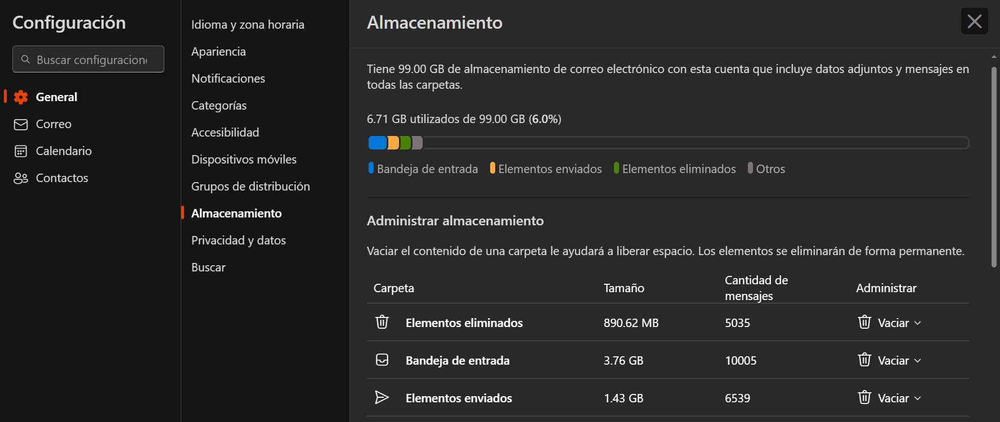 Configuración
Buscar configuracione
General
Correo
Calendario
Contactos
Idioma y zona horaria
Apariencia
Notificaciones
Categorías
Accesibilidad
Dispositivos móviles
Grupos de distribución
Almacenamiento
Privacidad y datos
Buscar
Almacenamiento
Tiene 99.00 GB de almacenamiento de correo electrónico con esta cuenta que incluye datos adjuntos y mensajes en
todas las carpetas.
6.71 GB utilizados de 99.00 GB (6.0%)
Bandeja de entrada Elementos enviados Elementos eliminados Otros
Administrar almacenamiento
Vaciar el contenido de una carpeta le ayudará a liberar espacio. Los elementos se eliminarán de forma permanente.
Carpeta Tamaño Cantidad de
mensajes Administrar
Elementos eliminados 890.62 MB 5035 Vaciar
Bandeja de entrada 3.76 GB 10005 Vaciar
Elementos enviados 1.43 GB 6539 Vaciar